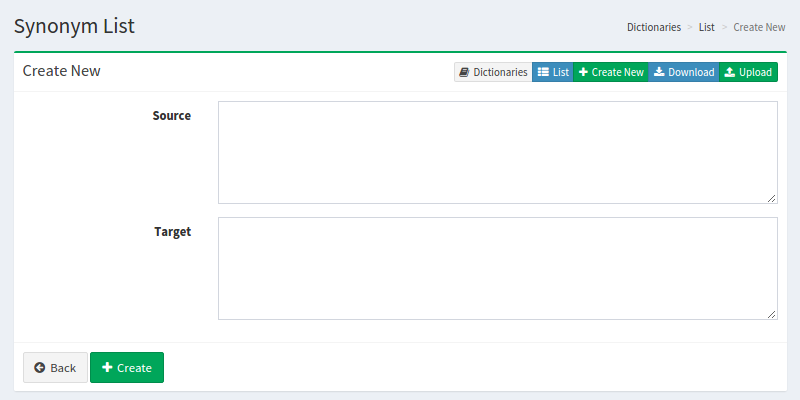 Synonym List
Dictionaries > List > Create New
Create New
Dictionaries List Create New Download Upload
Source
Target
Back Create